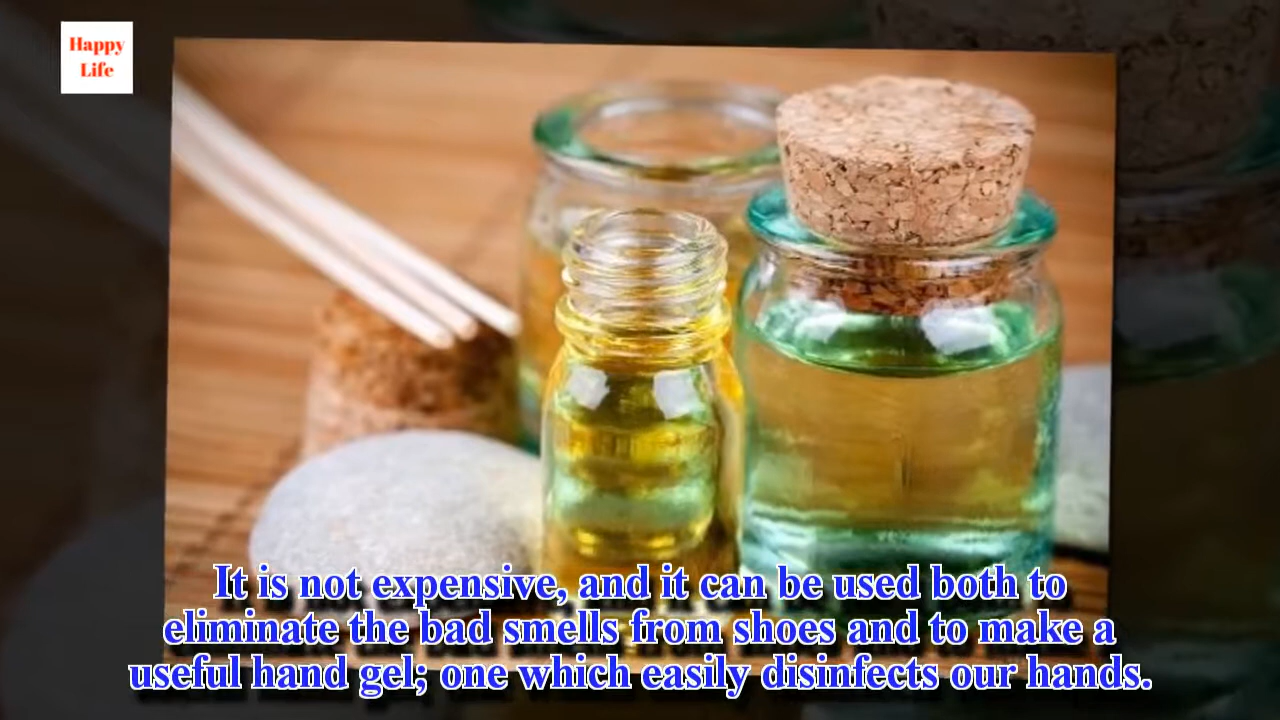 Happy
Life
It is not expensive, and it can be used both to
eliminate the bad smells from shoes and to make a
useful hand gel; one which easily disinfects our hands.